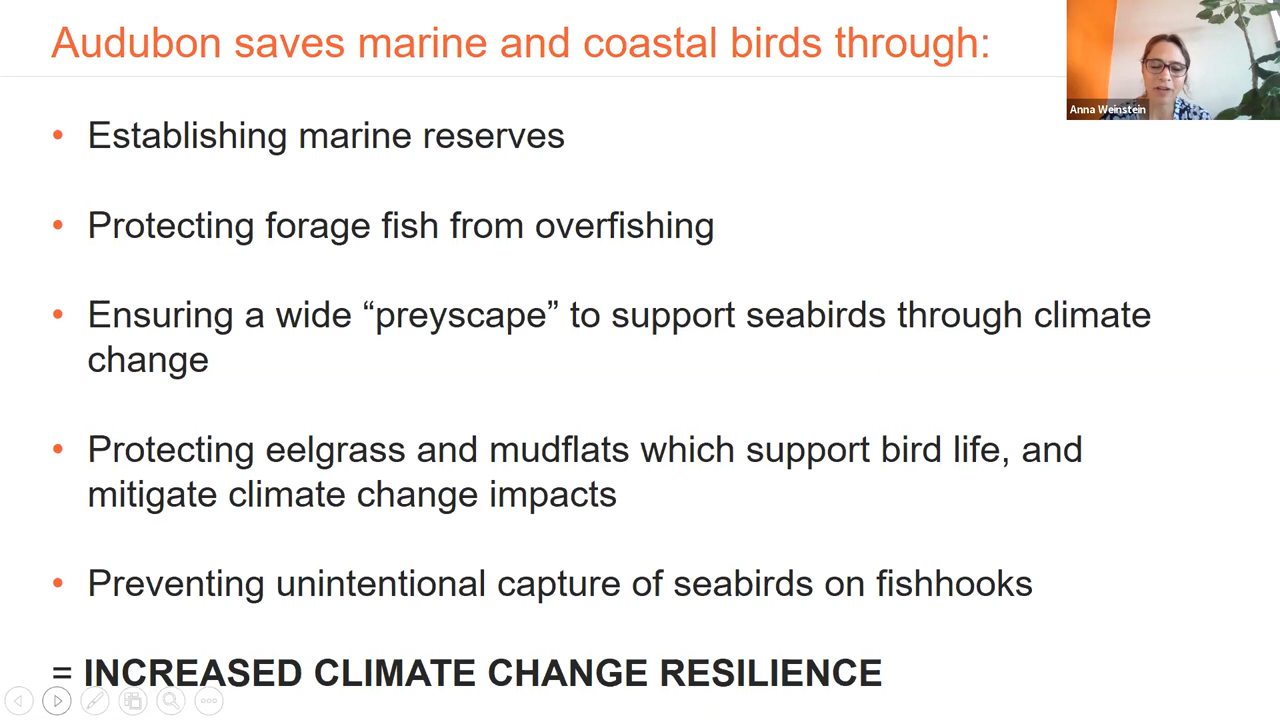 Audubon saves marine and coastal birds through:
Anna Weinstein
• Establishing marine reserves
• Protecting forage fish from overfishing
• Ensuring a wide “preyscape” to support seabirds through climate
change
• Protecting eelgrass and mudflats which support bird life, and
mitigate climate change impacts
• Preventing unintentional capture of seabirds on fishhooks
= INCREASED CLIMATE CHANGE RESILIENCE